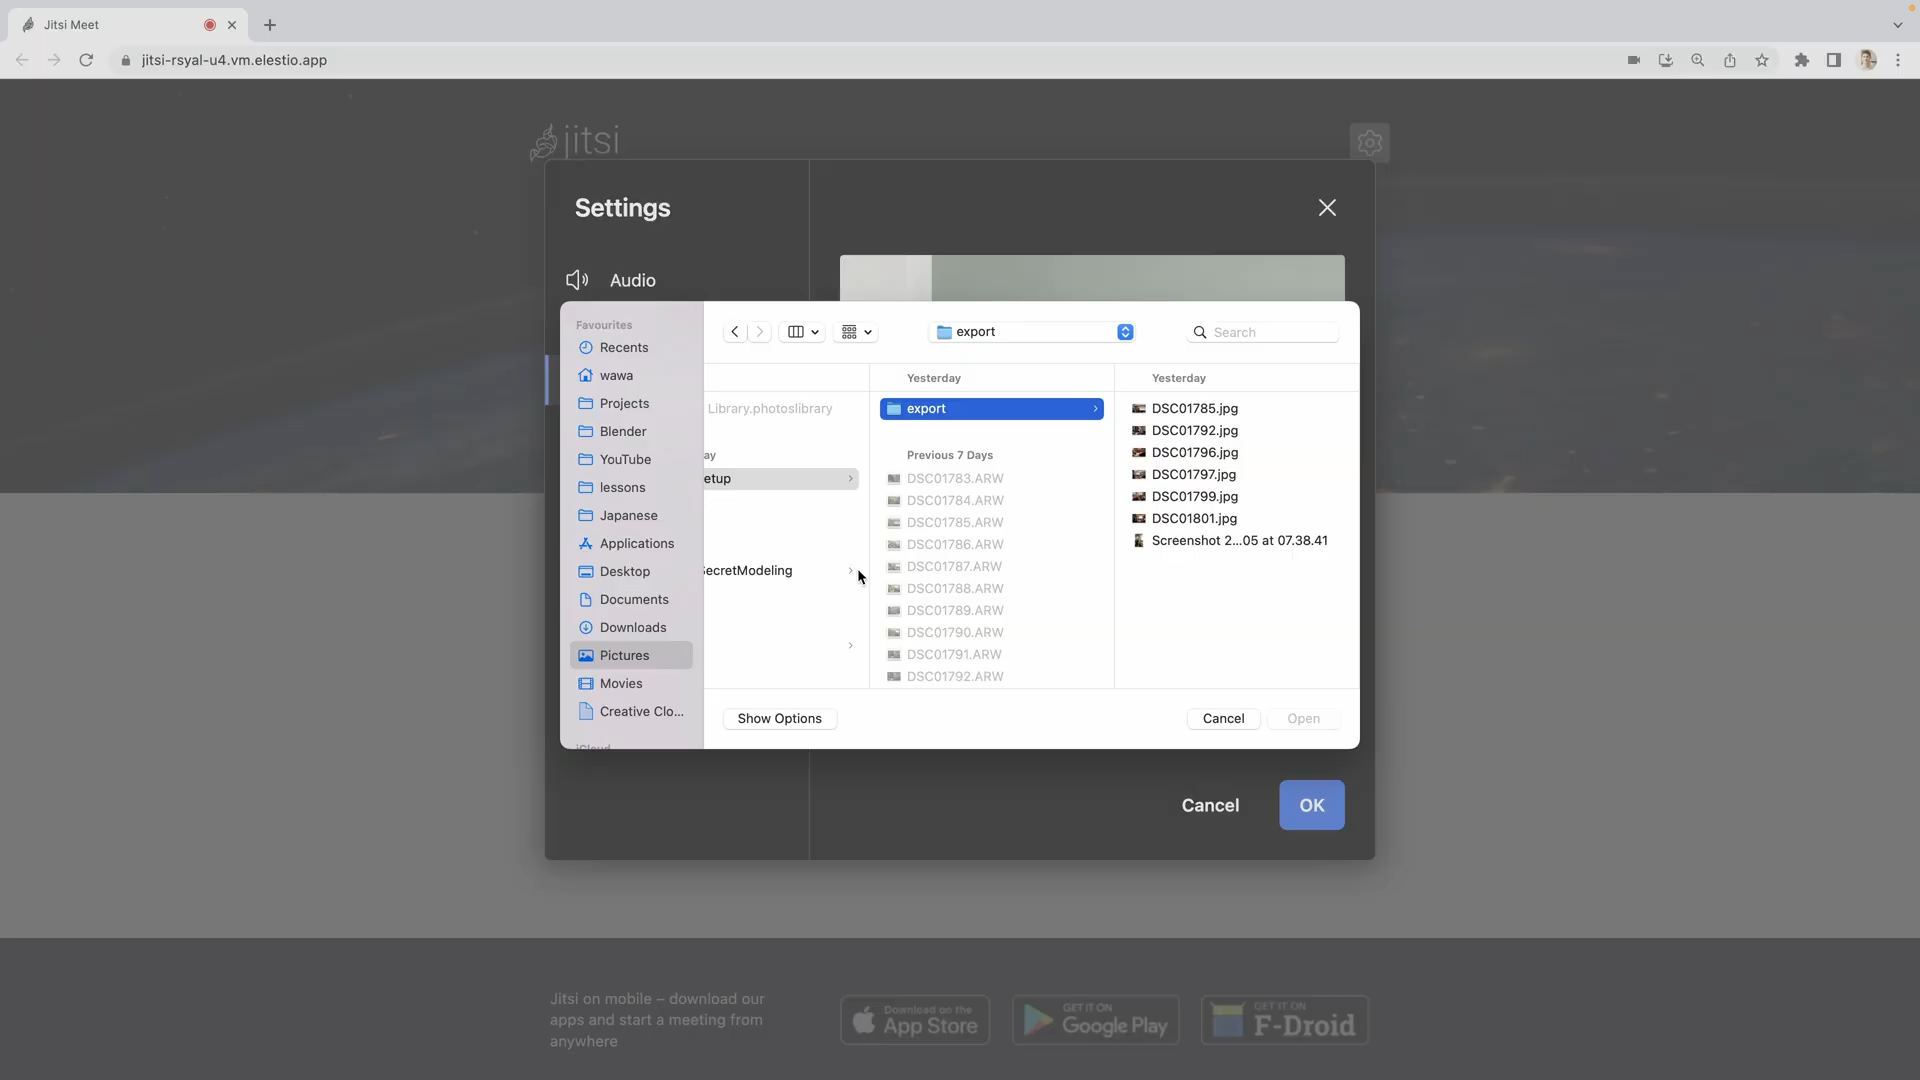 Jitsi Meet
jitsi-rsyal-u4.vm.elestio.app
jitsi
Settings
Audio
Favourites
Recents
wawa
Projects
Blender
YouTube
lessons
Japanese
Applications
Desktop
Documents
Downloads
Pictures
Movies
Creative Clo...
iCloud
export
Search
Library.photoslibrary
ay
etup
SecretModeling
Yesterday
export
Previous 7 Days
DSC01783.ARW
DSC01784.ARW
DSC01785.ARW
DSC01786.ARW
DSC01787.ARW
DSC01788.ARW
DSC01789.ARW
DSC01790.ARW
DSC01791.ARW
DSC01792.ARW
Yesterday
DSC01785.jpg
DSC01792.jpg
DSC01796.jpg
DSC01797.jpg
DSC01799.jpg
DSC01801.jpg
Screenshot 2...05 at 07.38.41
Show Options
Cancel
Open
Cancel
OK
Jitsi on mobile – download our
apps and start a meeting from
anywhere
Download on the
App Store
GET IT ON
Google Play
GET IT ON
F-Droid